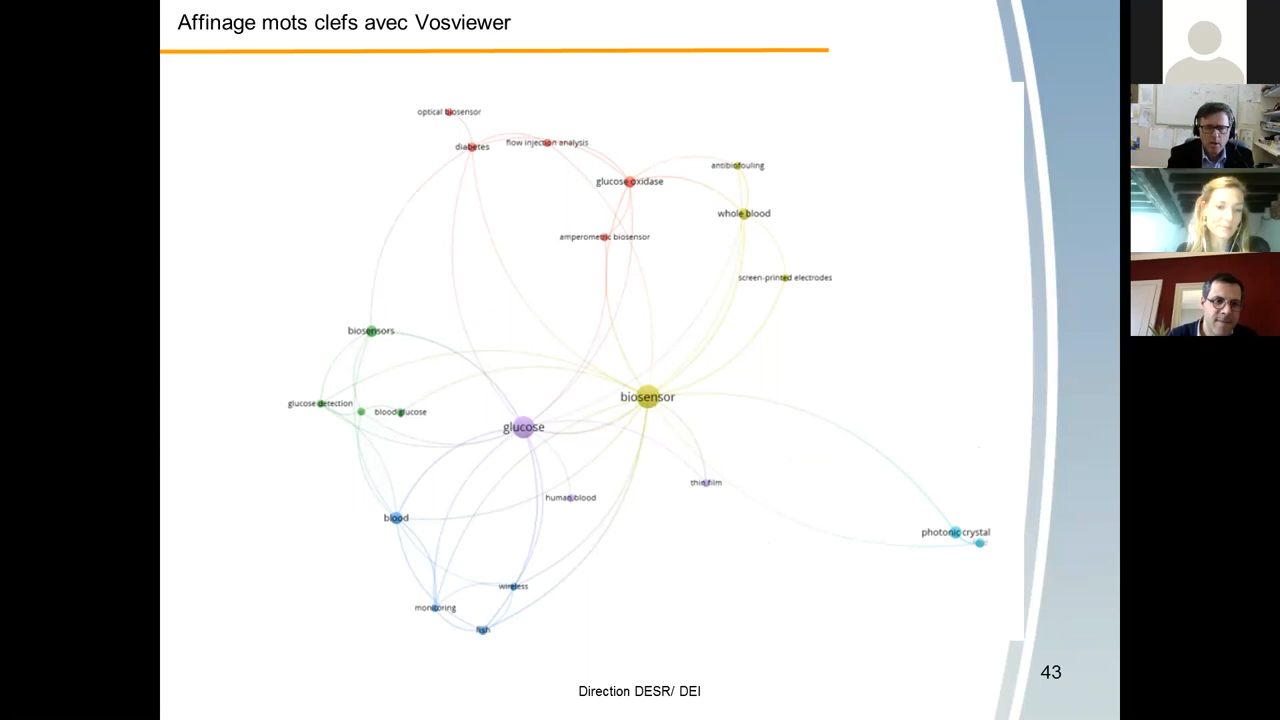 Affinage mots clefs avec Vosviewer
optical biosensor
diabetes
flow injection analysis
glucose oxidase
antibiofouling
whole blood
amperometric biosensor
screen-printed electrodes
biosensors
biosensor
glucose detection
blood glucose
glucose
thin film
human blood
blood
photonic crystal
wireless
monitoring
fish
43
Direction DESR/ DEI